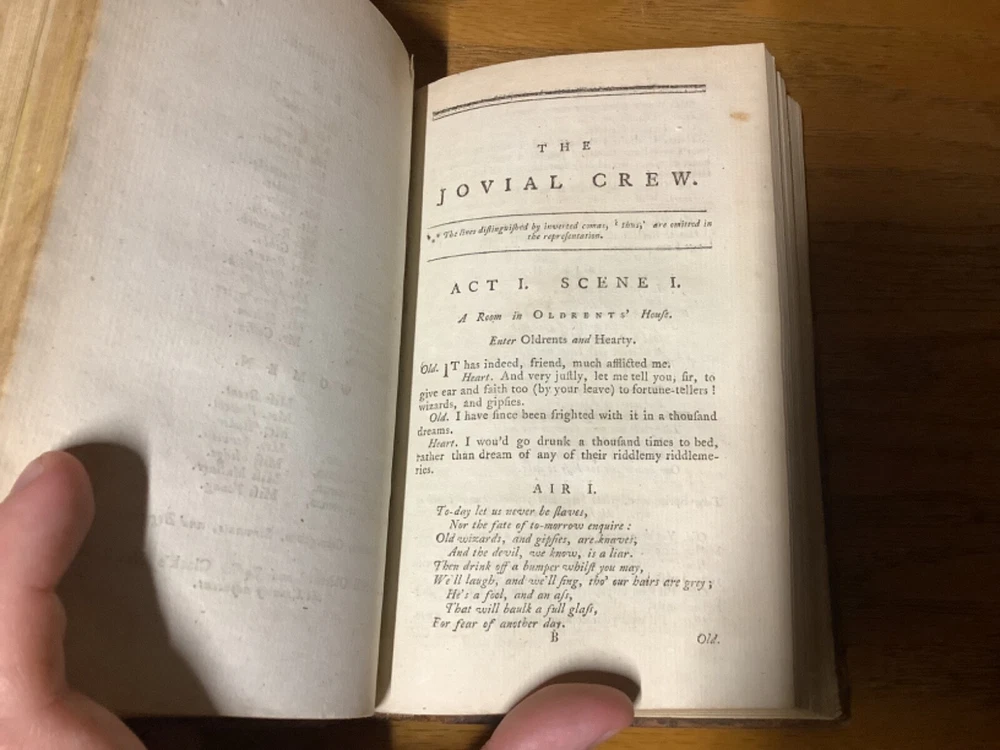 THE
JOVIAL CREW.
*⁎* The lines diſtinguiſhed by inverted comas, ‘ thus,’ are omitted in
the repreſentation.
ACT I. SCENE I.
A Room in OLDRENTS' Houſe.
Enter Oldrents and Hearty.
Old. IT has indeed, friend, much afflicted me.
Heart. And very juſtly, let me tell you, ſir, to
give ear and faith too (by your leave) to fortune-tellers !
wizards, and gipſies.
Old. I have ſince been frighted with it in a thouſand
dreams.
Heart. I wou'd go drunk a thouſand times to bed,
rather than dream of any of their riddlemy riddleme-
ries.
AIR I.
To-day let us never be ſlaves,
Nor the fate of to-morrow enquire :
Old wizards, and gipſies, are knaves,
And the devil, we know, is a liar.
Then drink off a bumper whilſt you may,
We'll laugh, and we'll ſing, tho' our hairs are grey ;
He's a fool, and an aſs,
That will baulk a full glaſs,
For fear of another day.
B Old.